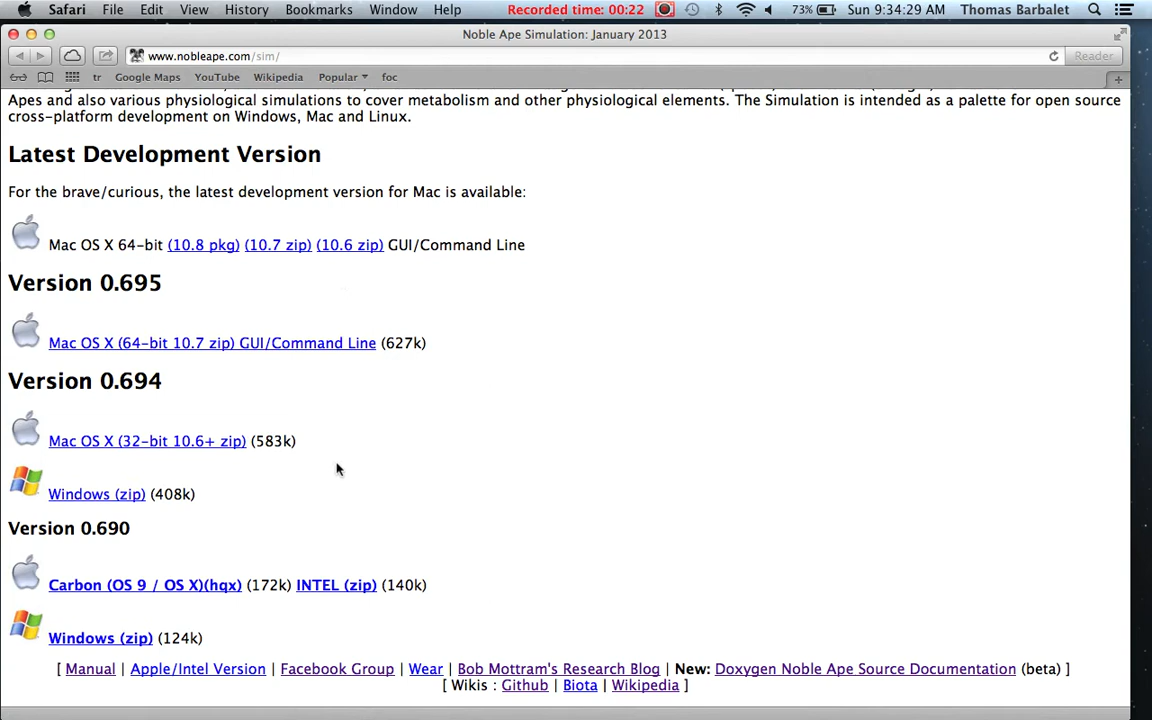 Safari File Edit View History Bookmarks Window Help Recorded time: 00:22 73% Sun 9:34:29 AM Thomas Barbalet
Noble Ape Simulation: January 2013
www.nobleape.com/sim/ Reader
tr Google Maps YouTube Wikipedia Popular foc
Apes and also various physiological simulations to cover metabolism and other physiological elements. The Simulation is intended as a palette for open source
cross-platform development on Windows, Mac and Linux.
Latest Development Version
For the brave/curious, the latest development version for Mac is available:
Mac OS X 64-bit (10.8 pkg) (10.7 zip) (10.6 zip) GUI/Command Line
Version 0.695
Mac OS X (64-bit 10.7 zip) GUI/Command Line (627k)
Version 0.694
Mac OS X (32-bit 10.6+ zip) (583k)
Windows (zip) (408k)
Version 0.690
Carbon (OS 9 / OS X)(hqx) (172k) INTEL (zip) (140k)
Windows (zip) (124k)
[ Manual | Apple/Intel Version | Facebook Group | Wear | Bob Mottram's Research Blog | New: Doxygen Noble Ape Source Documentation (beta) ]
[ Wikis : Github | Biota | Wikipedia ]